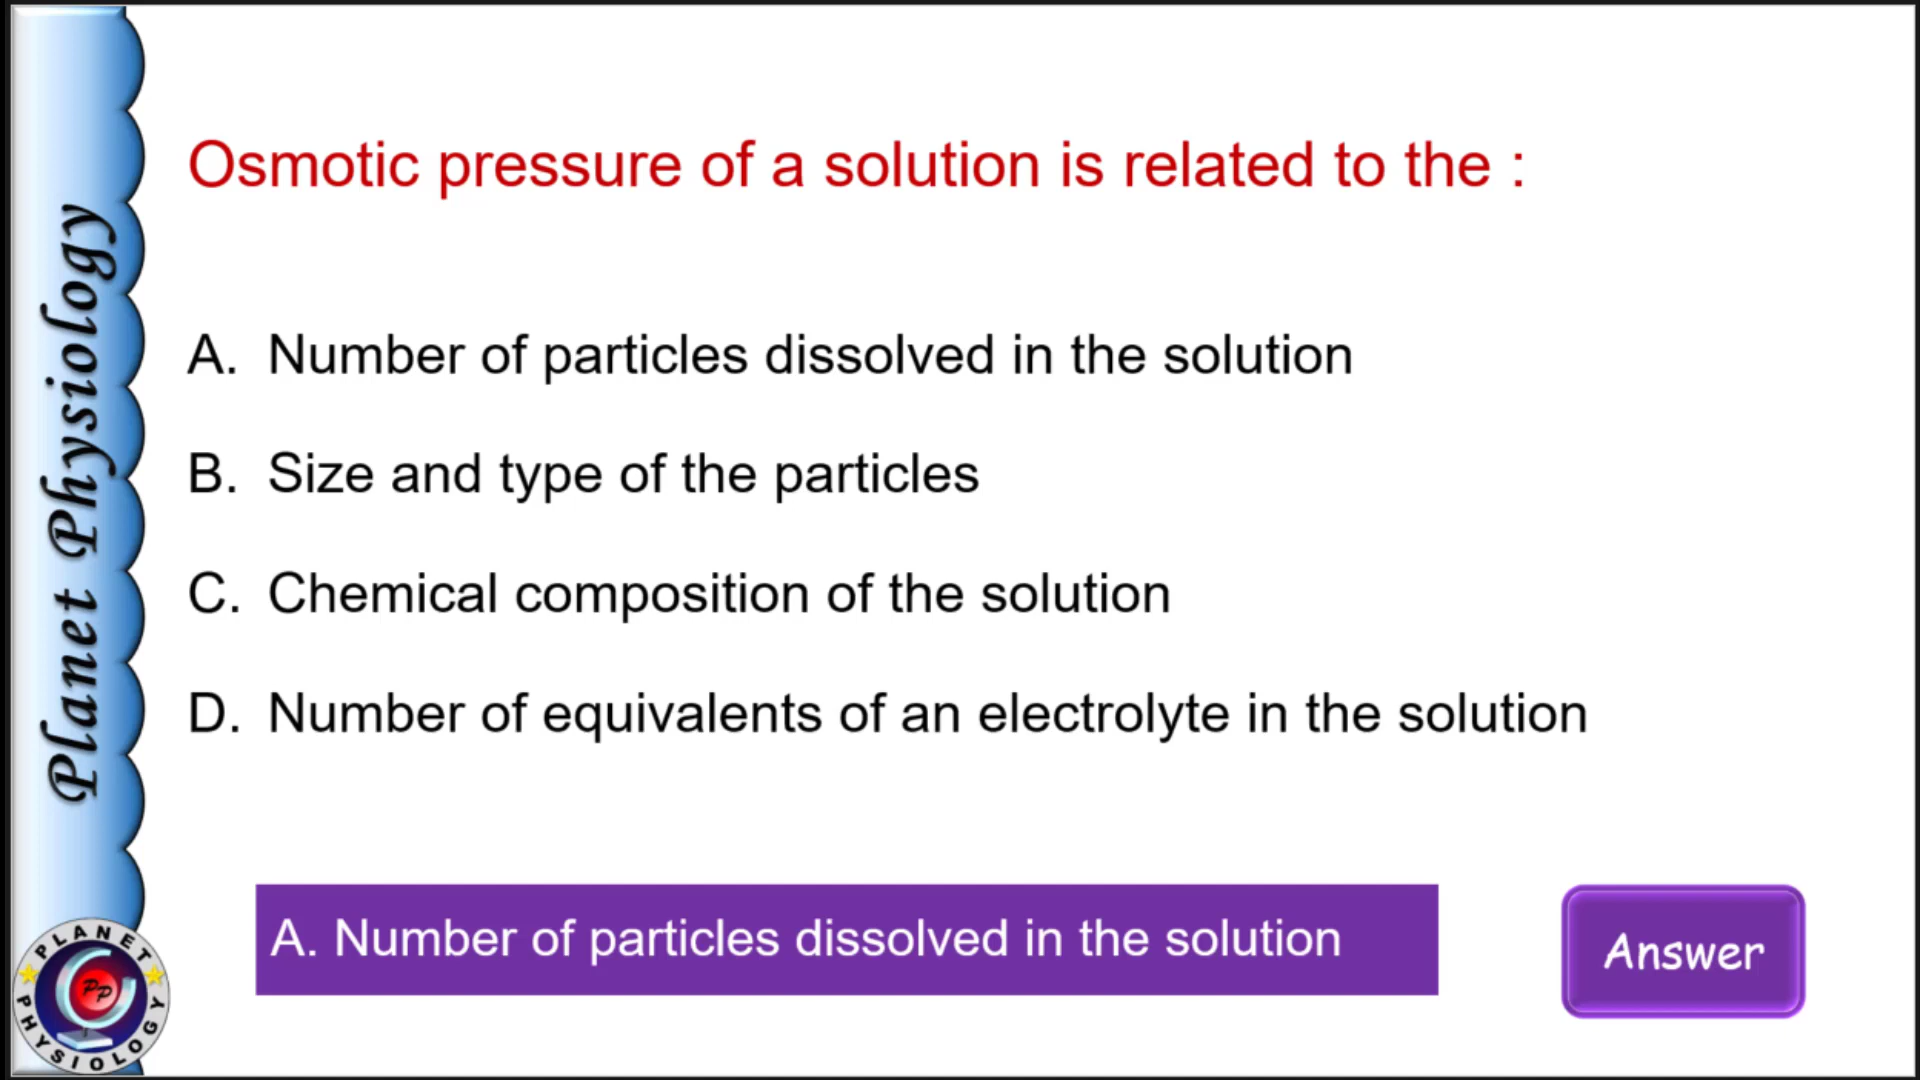 Osmotic pressure of a solution is related to the :
A. Number of particles dissolved in the solution
B. Size and type of the particles
C. Chemical composition of the solution
D. Number of equivalents of an electrolyte in the solution
A. Number of particles dissolved in the solution
Answer
Planet Physiology
PLANET
PP
PHYSIOLOGY